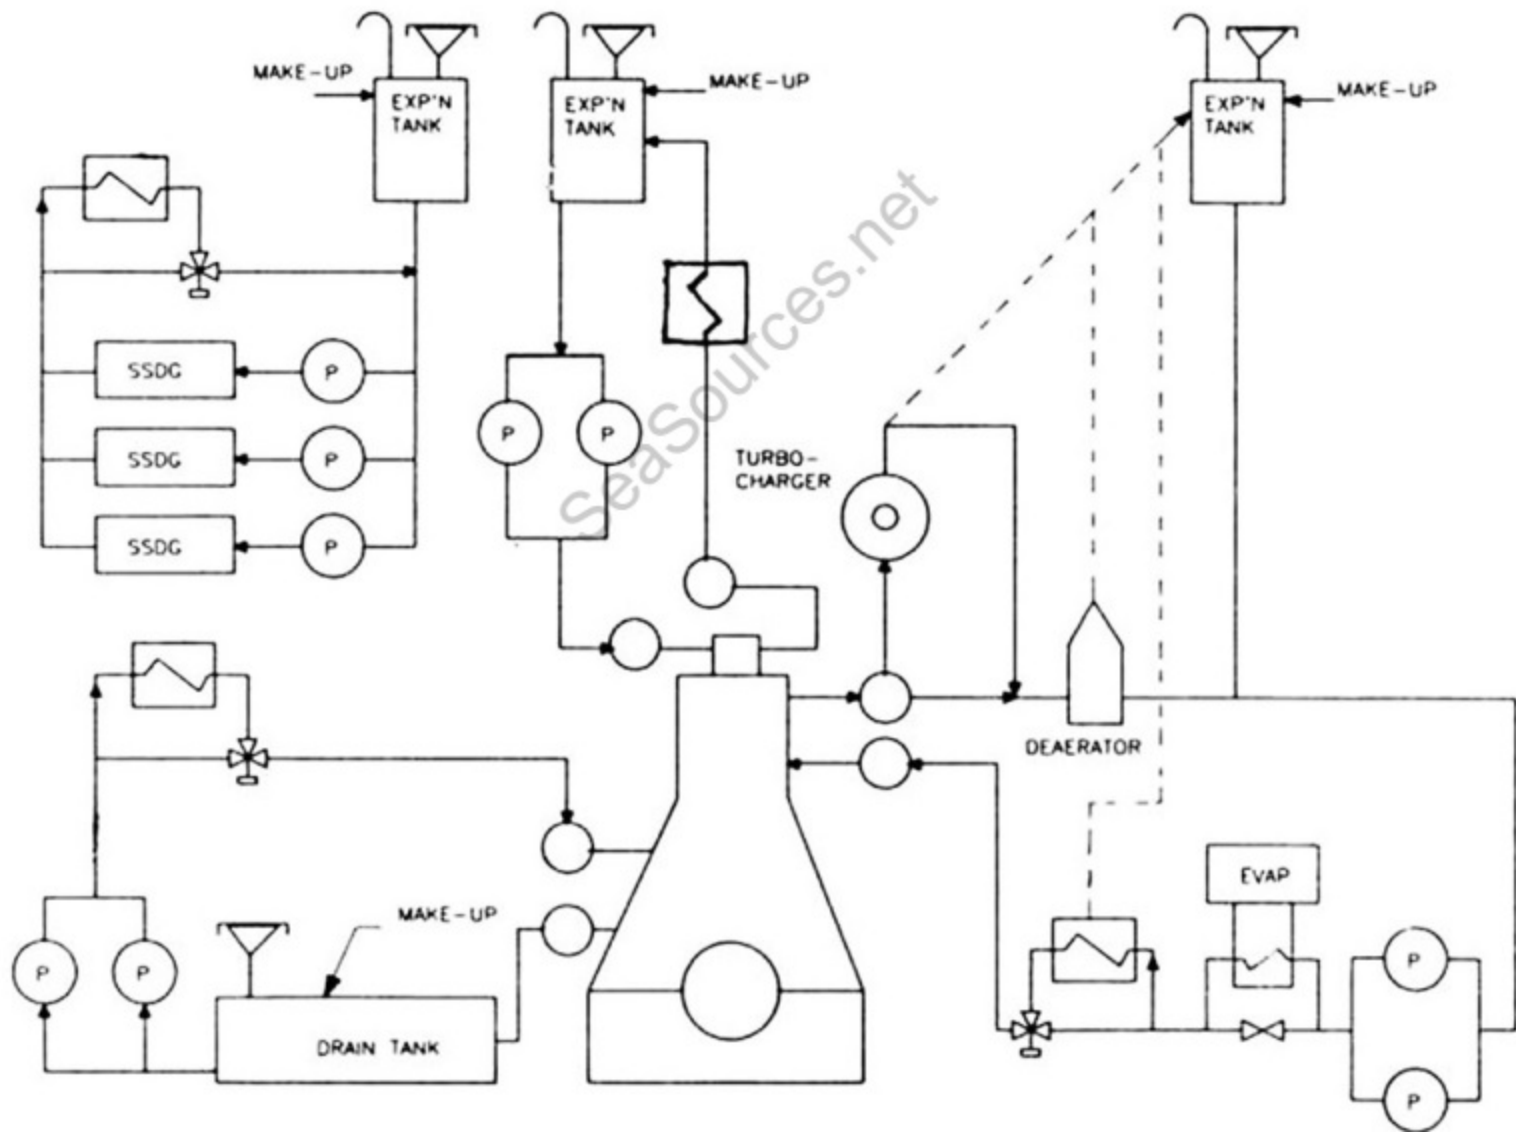 MAKE-UP
EXP'N
TANK
EXP'N
TANK
MAKE-UP
EXP'N
TANK
MAKE-UP
SSDG
P
SSDG
P
SSDG
P
P
P
TURBO-
CHARGER
SeaSources.net
DEAERATOR
EVAP
MAKE-UP
P
P
DRAIN TANK
P
P